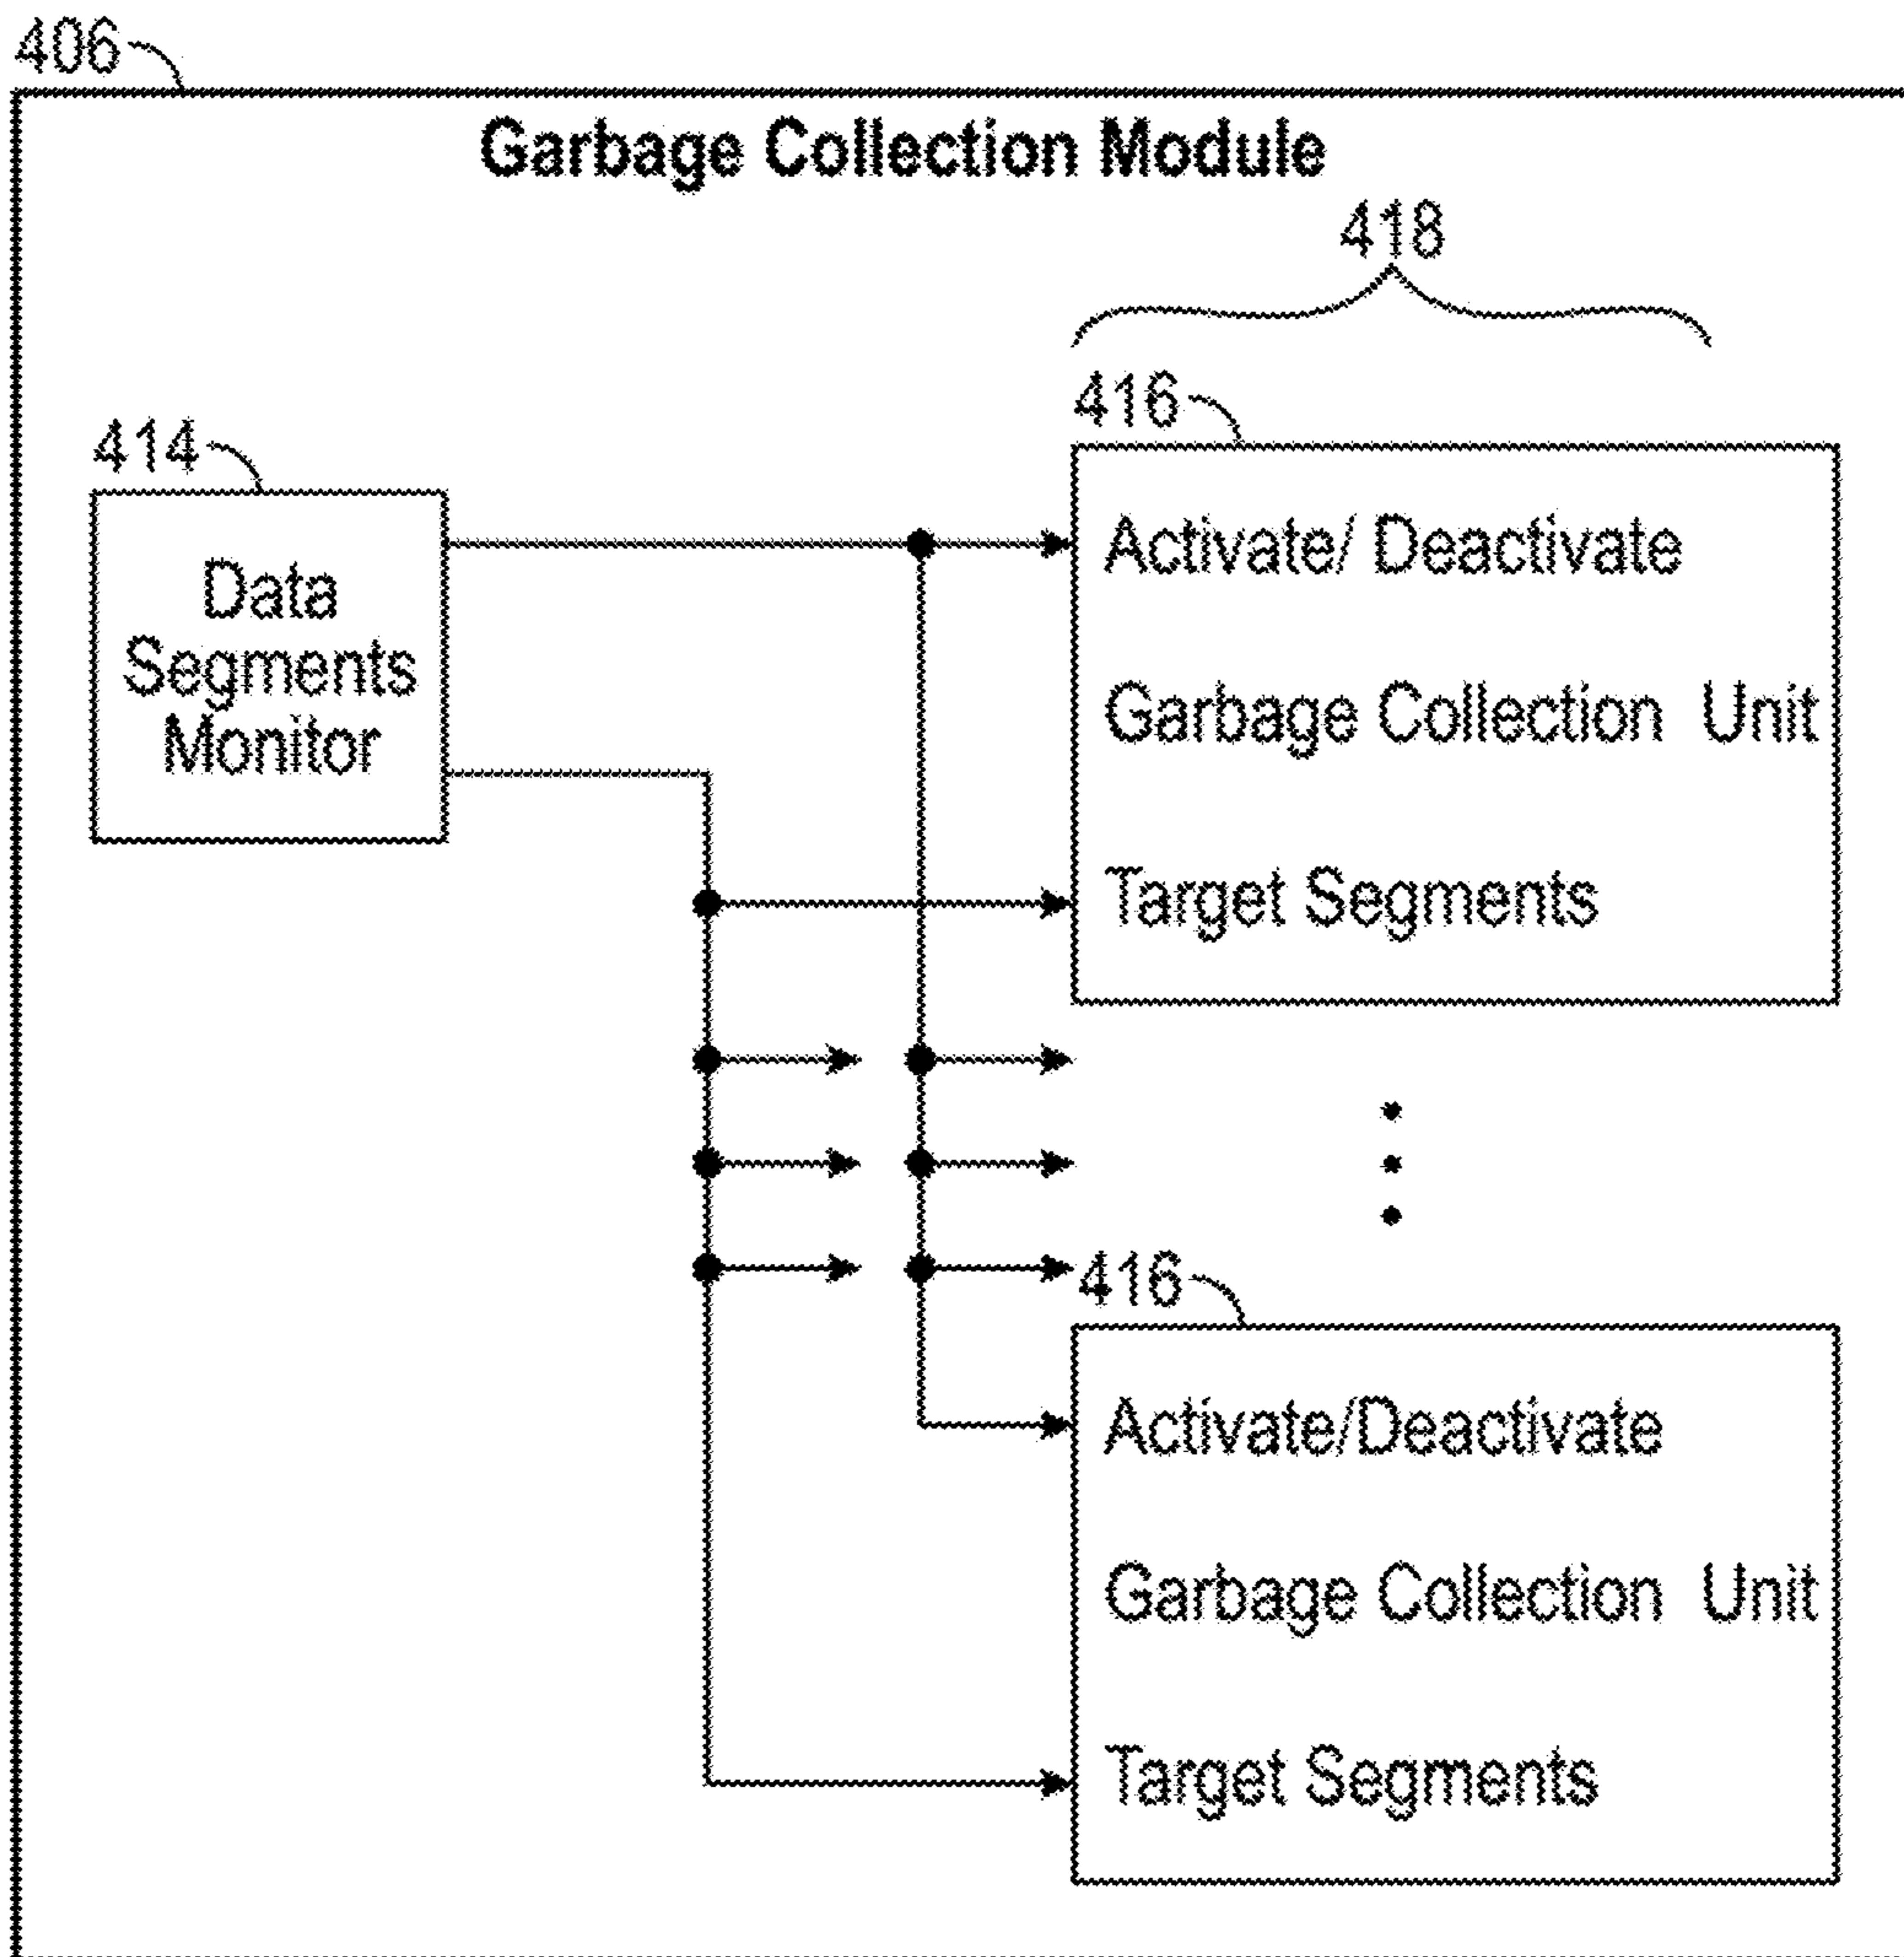 406
Garbage Collection Module
418
416
414
Activate/ Deactivate
Data
Segments
Monitor
Garbage Collection Unit
Target Segments
416
Activate/Deactivate
Garbage Collection Unit
Target Segments